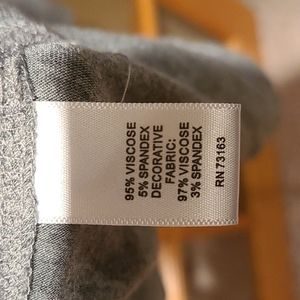 95% VISCOSE
5% SPANDEX
DECORATIVE
FABRIC:
97% VISCOSE
3% SPANDEX
RN 73163